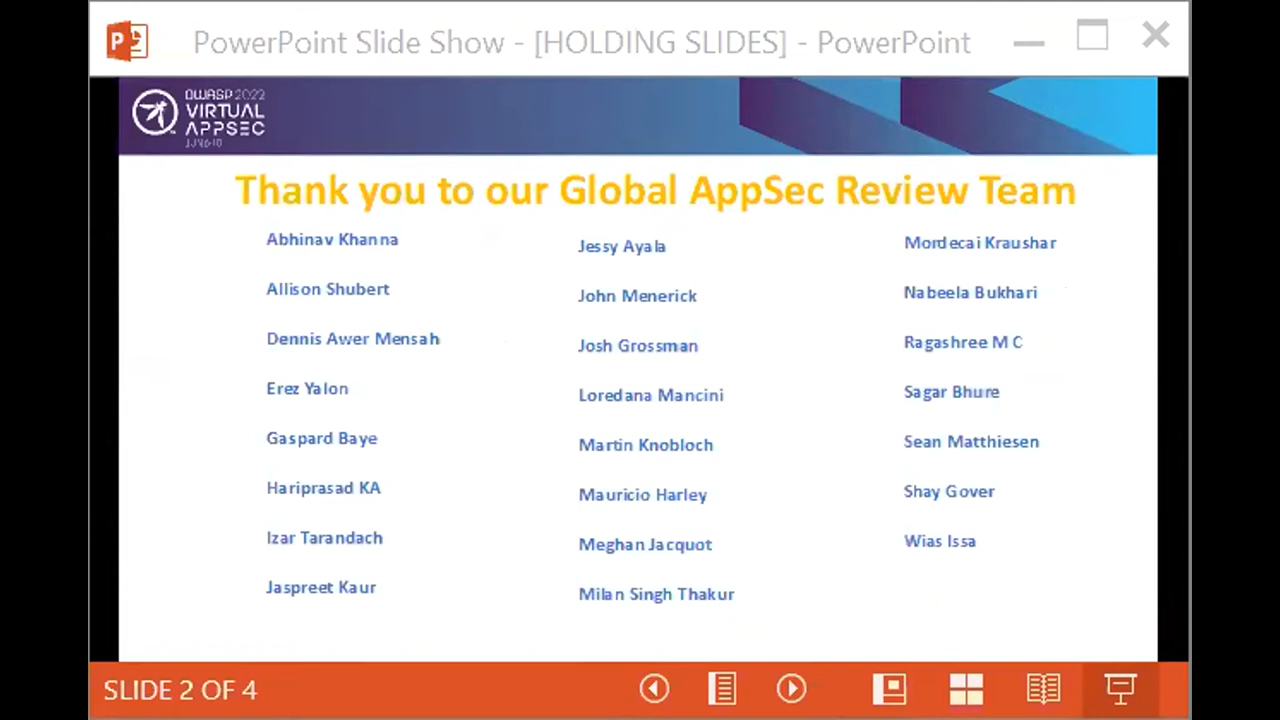 PowerPoint Slide Show - [HOLDING SLIDES] - PowerPoint
OWASP 2022
VIRTUAL
APPSEC
Thank you to our Global AppSec Review Team
Abhinav Khanna
Allison Shubert
Dennis Awer Mensah
Erez Yalon
Gaspard Baye
Hariprasad KA
Izar Tarandach
Jaspreet Kaur
Jessy Ayala
John Menerick
Josh Grossman
Loredana Mancini
Martin Knobloch
Mauricio Harley
Meghan Jacquot
Milan Singh Thakur
Mordecai Kraushar
Nabeela Bukhari
Ragashree M C
Sagar Bhure
Sean Matthiesen
Shay Gover
Wias Issa
SLIDE 2 OF 4